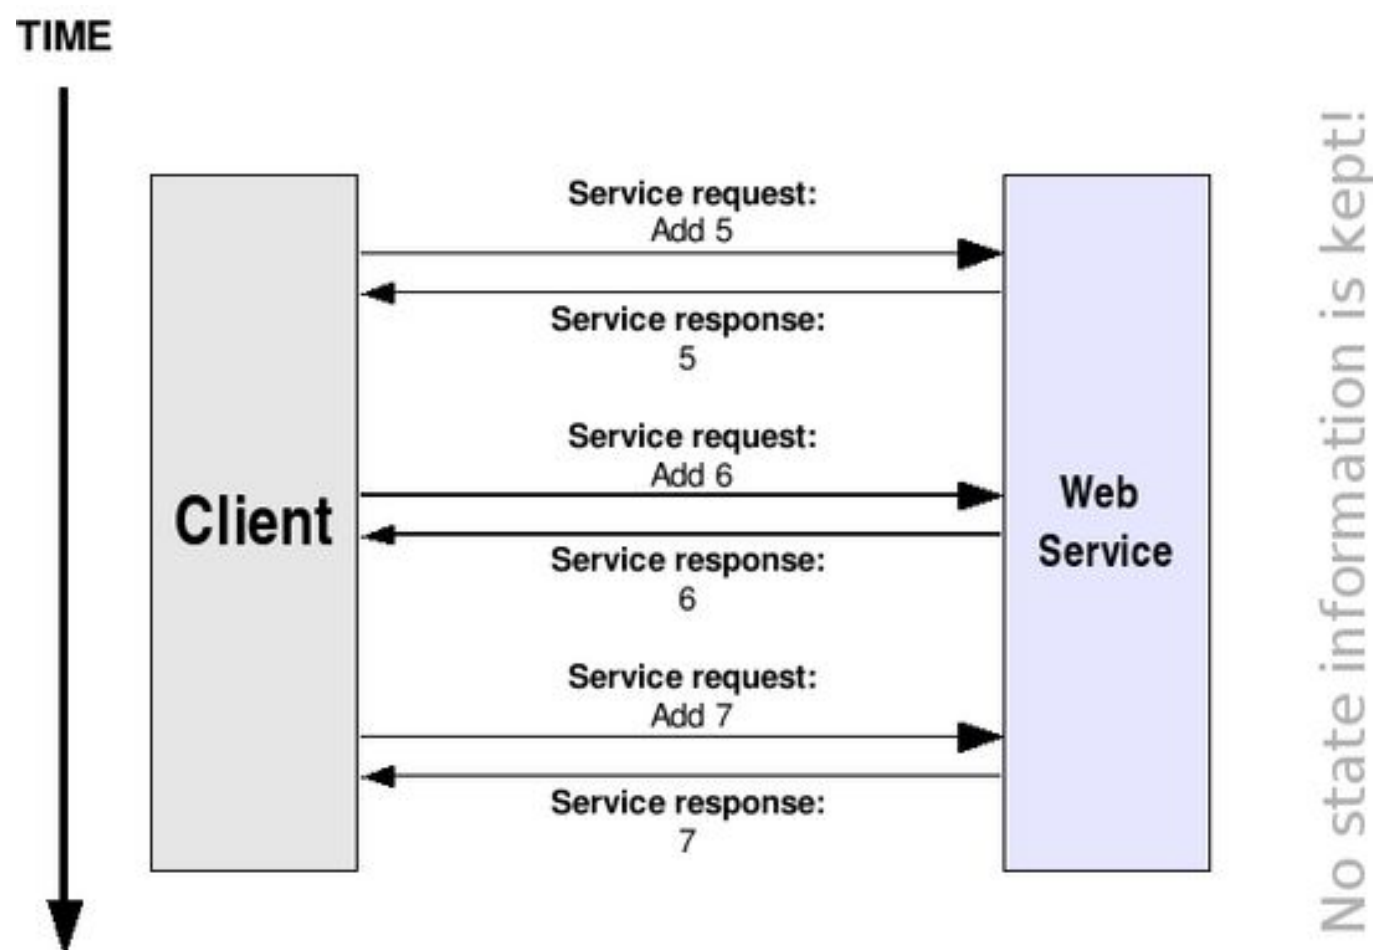 TIME
Service request:
Add 5
Service response:
5
Service request:
Add 6
Service response:
6
Service request:
Add 7
Service response:
7
Client
Web
Service
No state information is kept!